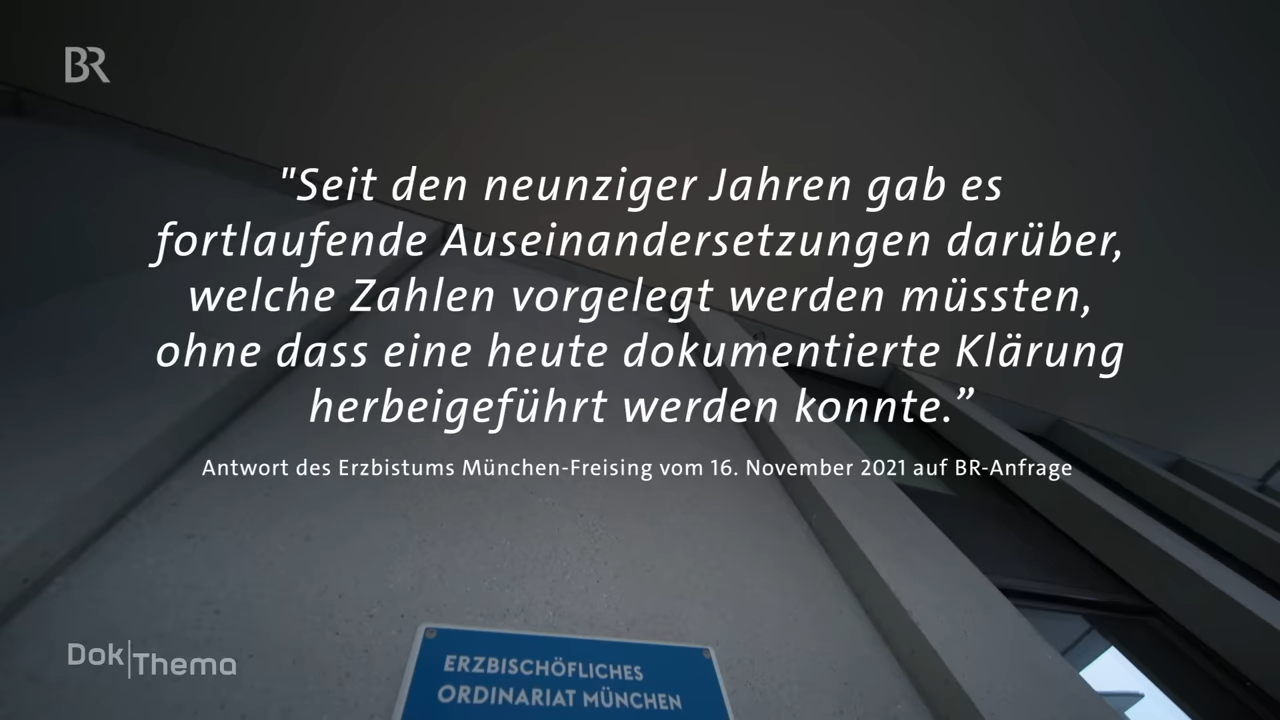 BR
"Seit den neunziger Jahren gab es
fortlaufende Auseinandersetzungen darüber,
welche Zahlen vorgelegt werden müssten,
ohne dass eine heute dokumentierte Klärung
herbeigeführt werden konnte.”
Antwort des Erzbistums München-Freising vom 16. November 2021 auf BR-Anfrage
Dok|Thema
ERZBISCHÖFLICHES
ORDINARIAT MÜNCHEN